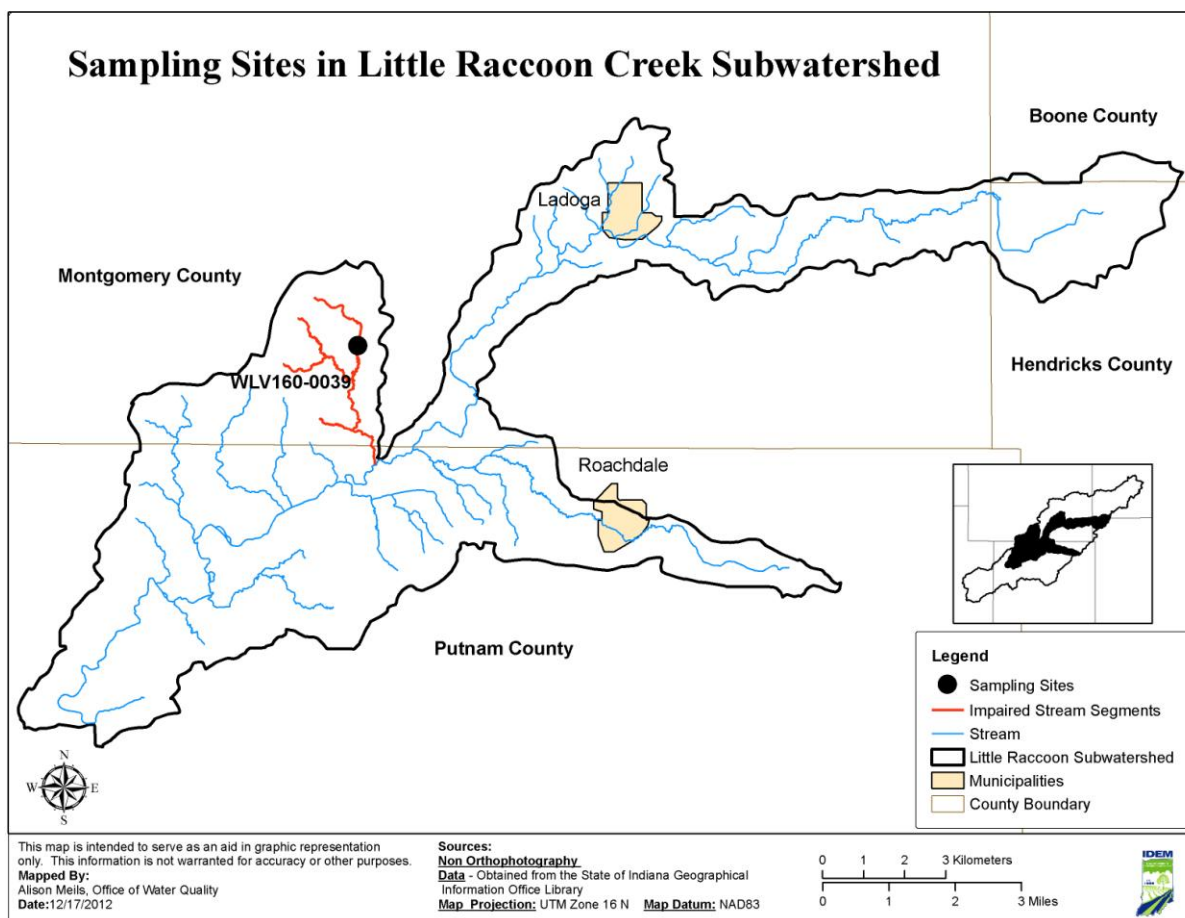 Sampling Sites in Little Raccoon Creek Subwatershed
Boone County
Ladoga
Montgomery County
Hendricks County
WLV160-0039
Roachdale
Putnam County
Legend
Sampling Sites
Impaired Stream Segments
Stream
Little Raccoon Subwatershed
Municipalities
County Boundary
N
W E
S
This map is intended to serve as an aid in graphic representation
only. This information is not warranted for accuracy or other purposes.
Mapped By:
Alison Meils, Office of Water Quality
Date:12/17/2012
Sources:
Non Orthophotography
Data - Obtained from the State of Indiana Geographical
Information Office Library
Map Projection: UTM Zone 16 N Map Datum: NAD83
0 1 2 3 Kilometers
0 1 2 3 Miles
IDEM